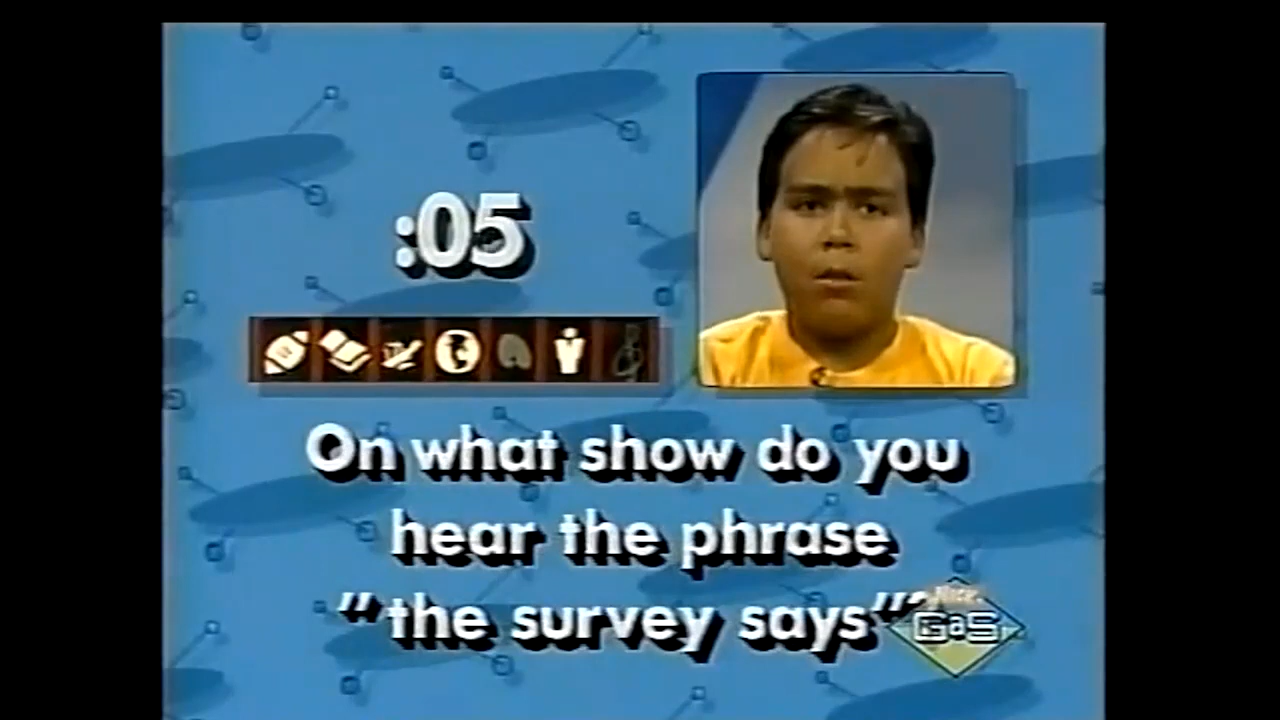 :05
On what show do you
hear the phrase
"the survey says"?
Nick
GaS